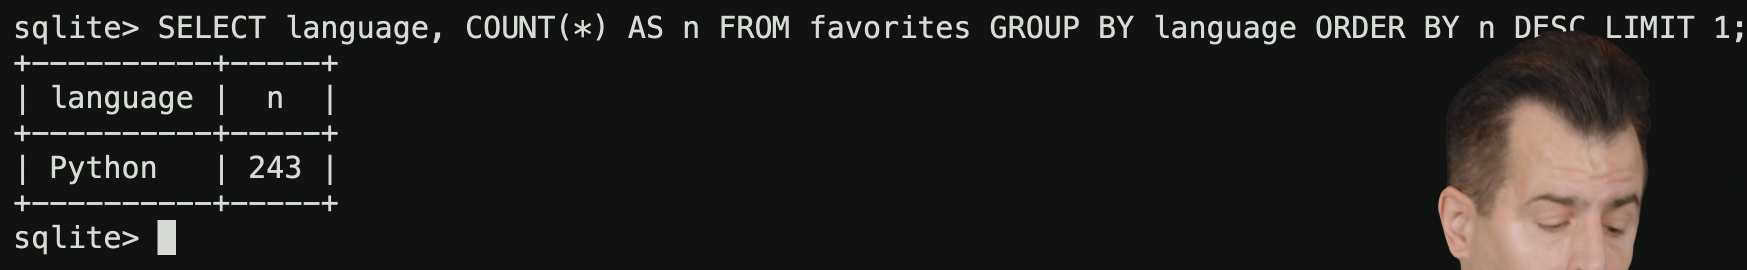 sqlite> SELECT language, COUNT(*) AS n FROM favorites GROUP BY language ORDER BY n DESC LIMIT 1;
+----------+-----+
| language |  n  |
+----------+-----+
| Python   | 243 |
+----------+-----+
sqlite>